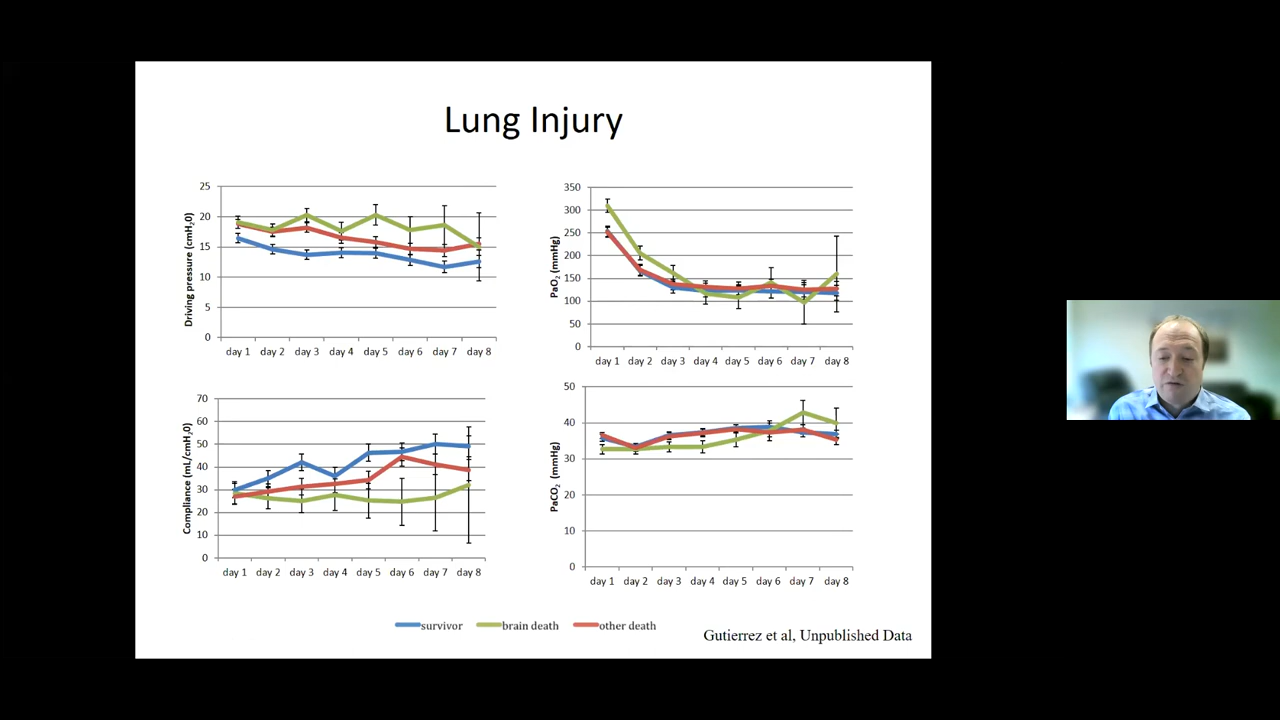 Lung Injury
25
20
15
10
5
0
Driving pressure (cmH20)
day 1 day 2 day 3 day 4 day 5 day 6 day 7 day 8
350
300
250
200
150
100
50
0
PaO2 (mmHg)
day 1 day 2 day 3 day 4 day 5 day 6 day 7 day 8
70
60
50
40
30
20
10
0
Compliance (mL/cmH20)
day 1 day 2 day 3 day 4 day 5 day 6 day 7 day 8
50
40
30
20
10
0
PaCO2 (mmHg)
day 1 day 2 day 3 day 4 day 5 day 6 day 7 day 8
survivor brain death other death
Gutierrez et al, Unpublished Data